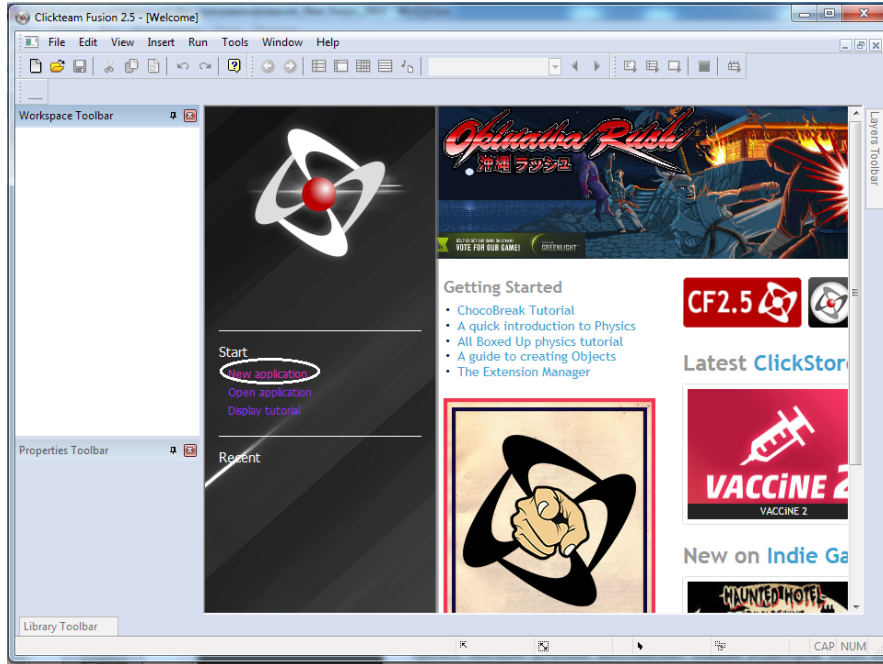 Clickteam Fusion 2.5 - [Welcome]
File Edit View Insert Run Tools Window Help
Workspace Toolbar
Layers Toolbar
Okinawa Rush
沖縄 ラッシュ
VOTE FOR OUR GAME!
GREENLIGHT
Getting Started
• ChocoBreak Tutorial
• A quick introduction to Physics
• All Boxed Up physics tutorial
• A guide to creating Objects
• The Extension Manager
CF2.5
Start
New application
Open application
Display tutorial
Latest ClickStor
VACCiNE 2
VACCINE 2
Properties Toolbar
Recent
New on Indie Ga
HAUNTED HOTEL
Library Toolbar
CAP NUM